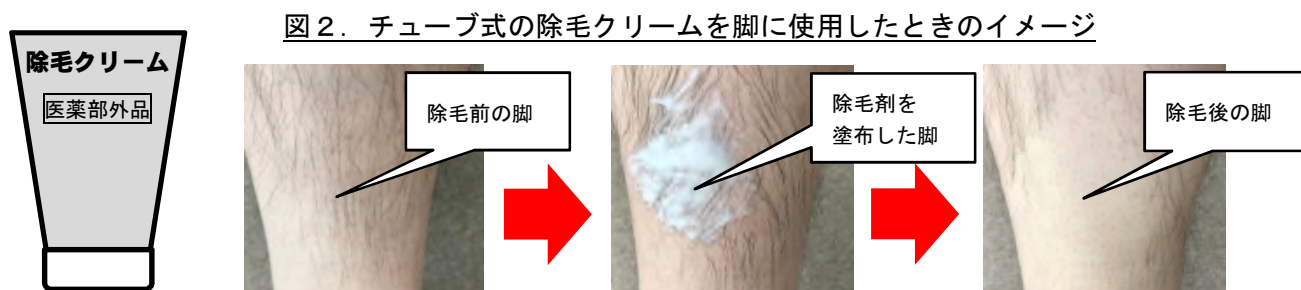 図２．チューブ式の除毛クリームを脚に使用したときのイメージ
除毛クリーム
医薬部外品
除毛前の脚
除毛剤を
塗布した脚
除毛後の脚